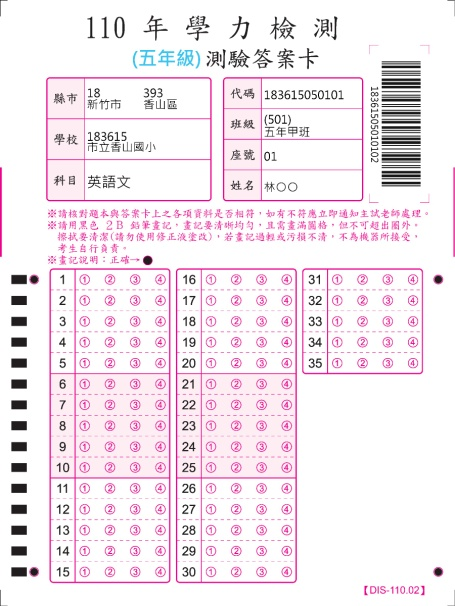 110 年 學 力 檢 測
(五年級) 測驗答案卡
縣市 18 393
新竹市 香山區
學校 183615
市立香山國小
科目 英語文
代碼 183615050101
班級 (501)
五年甲班
座號 01
姓名 林○○
183615050101102
※請核對題本與答案卡上之各項資料是否相符，如有不符應立即通知主試老師處理。
※請用黑色 2B 鉛筆畫記，畫記要清晰均勻，且需畫滿圓格，但不可超出圈外。
擦拭要清潔(請勿使用修正液塗改)，若畫記過輕或污損不清，不為機器所接受，
考生自行負責。
※畫記說明：正確→●
1 ① ② ③ ④
2 ① ② ③ ④
3 ① ② ③ ④
4 ① ② ③ ④
5 ① ② ③ ④
6 ① ② ③ ④
7 ① ② ③ ④
8 ① ② ③ ④
9 ① ② ③ ④
10 ① ② ③ ④
11 ① ② ③ ④
12 ① ② ③ ④
13 ① ② ③ ④
14 ① ② ③ ④
15 ① ② ③ ④
16 ① ② ③ ④
17 ① ② ③ ④
18 ① ② ③ ④
19 ① ② ③ ④
20 ① ② ③ ④
21 ① ② ③ ④
22 ① ② ③ ④
23 ① ② ③ ④
24 ① ② ③ ④
25 ① ② ③ ④
26 ① ② ③ ④
27 ① ② ③ ④
28 ① ② ③ ④
29 ① ② ③ ④
30 ① ② ③ ④
31 ① ② ③ ④
32 ① ② ③ ④
33 ① ② ③ ④
34 ① ② ③ ④
35 ① ② ③ ④
【DIS-110.02】